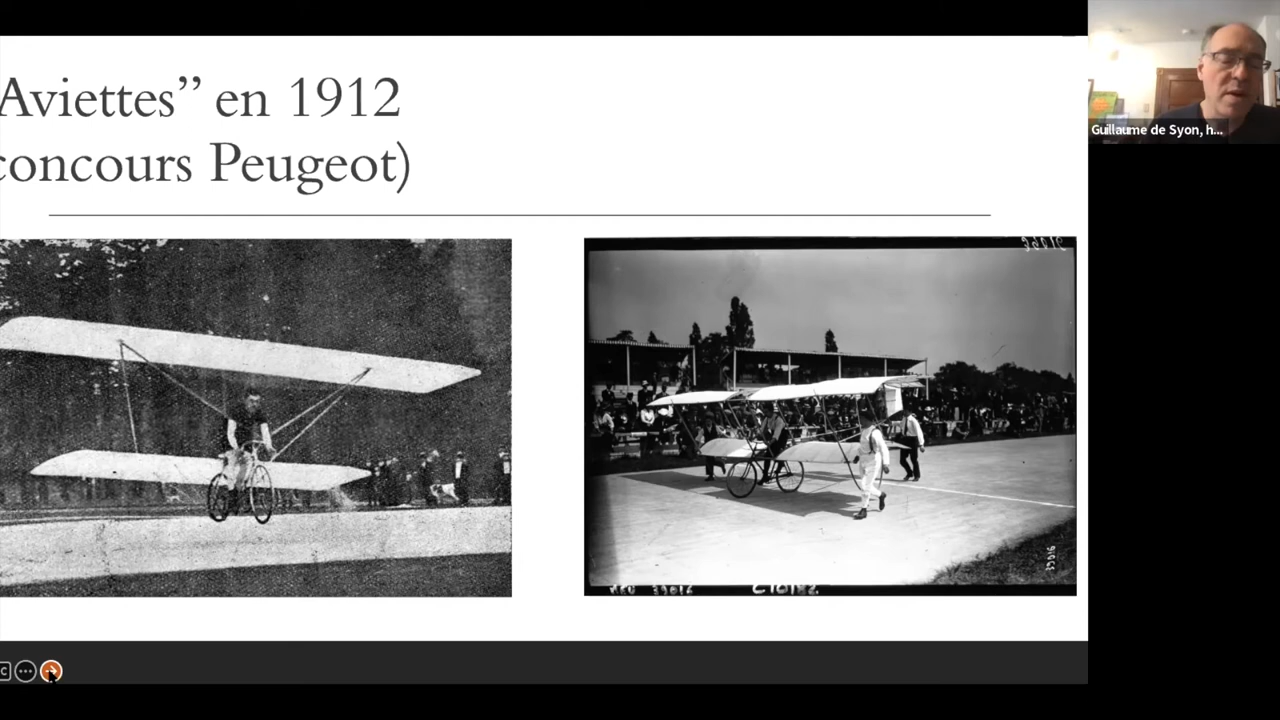 Aviettes” en 1912
concours Peugeot)
Guillaume de Syon, h...